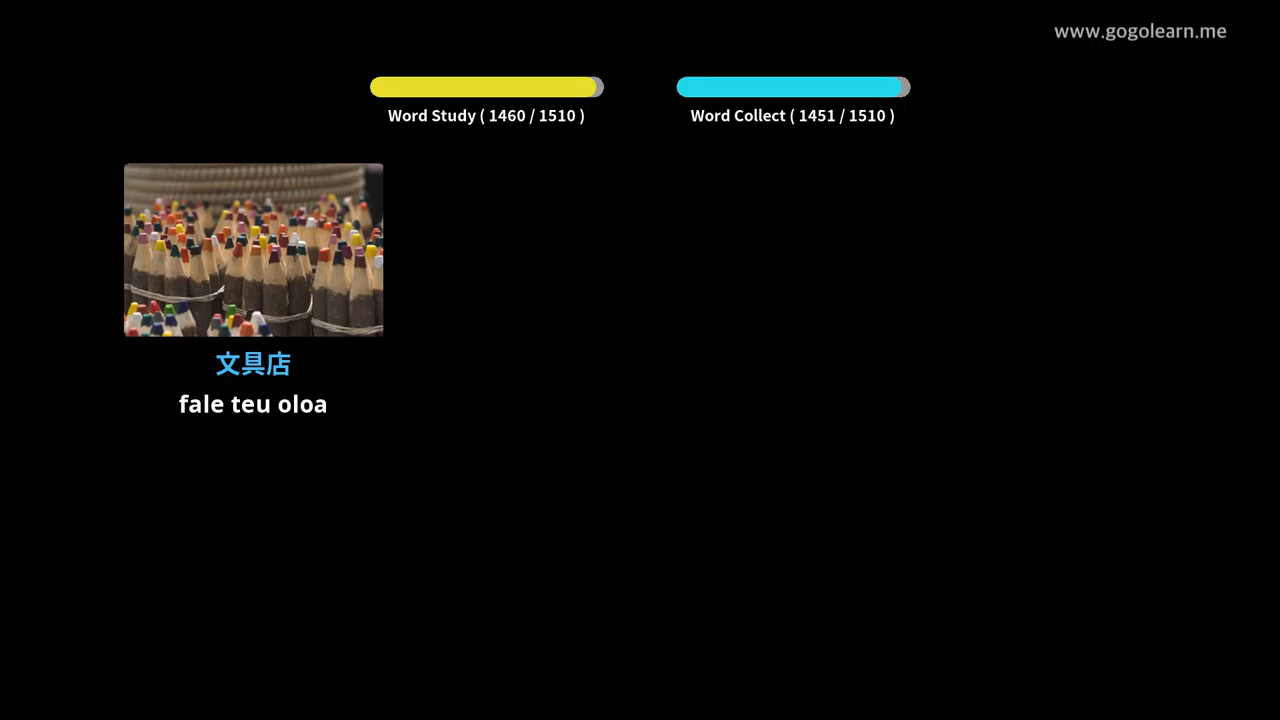 www.gogolearn.me
Word Study ( 1460 / 1510 )
Word Collect ( 1451 / 1510 )
文具店
fale teu oloa